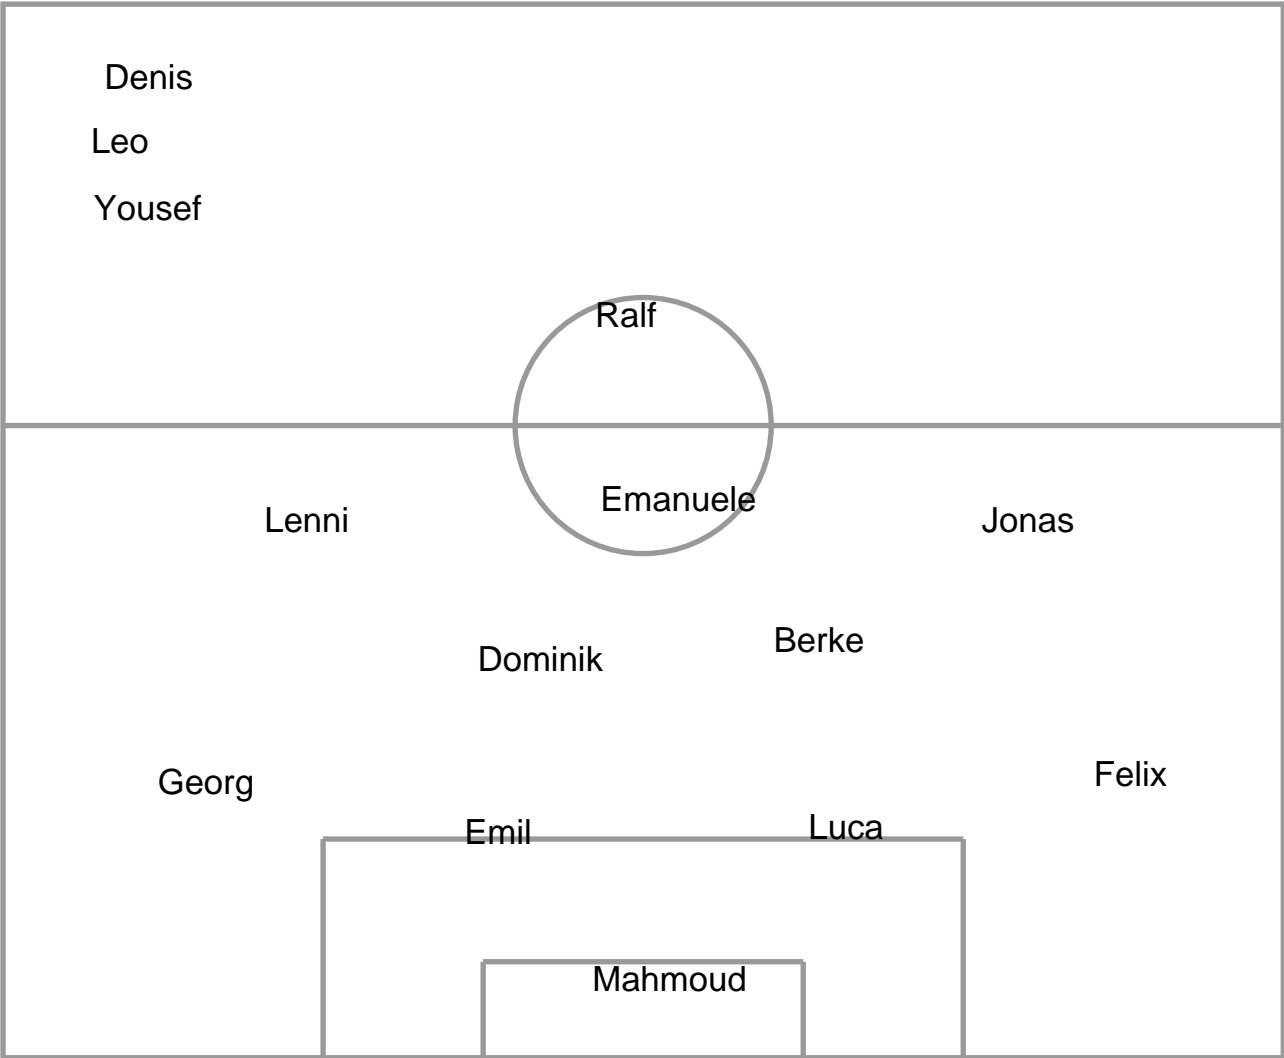 Denis
Leo
Yousef
Ralf
Emanuele
Lenni
Jonas
Berke
Dominik
Felix
Georg
Luca
Emil
Mahmoud